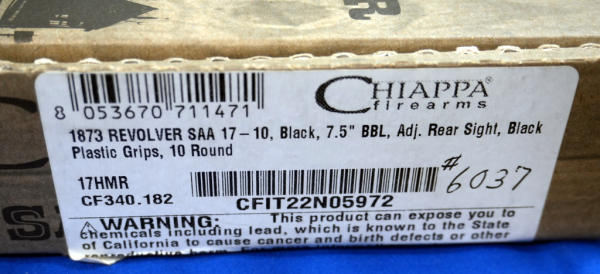 CHIAPPA
firearms
8 053670 711471
1873 REVOLVER SAA 17-10, Black, 7.5" BBL, Adj. Rear Sight, Black
Plastic Grips, 10 Round
17HMR
CF340.182
CFIT22N05972
#6037
WARNING: This product can expose you to
chemicals including lead, which is known to the State
of California to cause cancer and birth defects or other